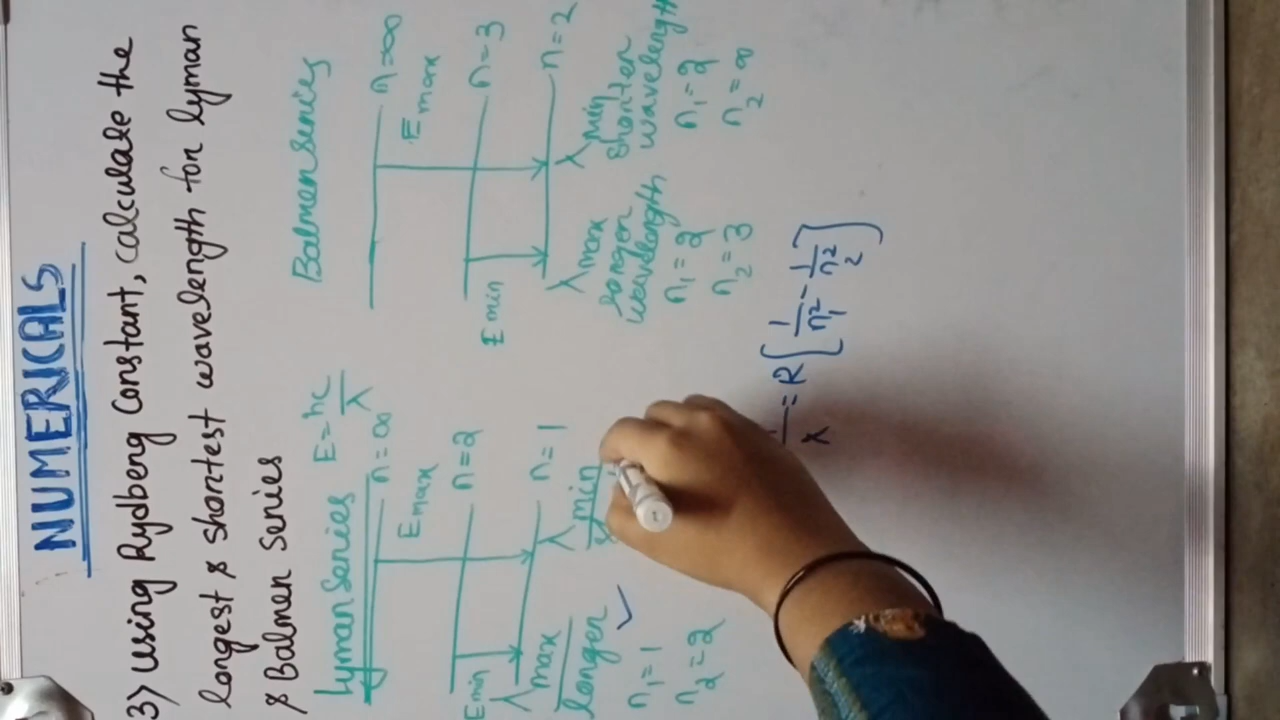 NUMERICALS
3) Using Rydberg Constant, calculate the
longest & shortest wavelength for lyman
& Balmer Series
Lyman Series E = hc/λ
n = ∞
Emax
n = 2
Emin
n = 1
λmax
longer
n₁ = 1
n₂ = 2
λmin
Balmer series
n = ∞
Emax
n = 3
Emin
n = 2
λmax
longer
wavelength
n₁ = 2
n₂ = 3
λmin
shorter
wavelength
n₁ = 2
n₂ = ∞
1/λ = R [1/n₁² - 1/n₂²]